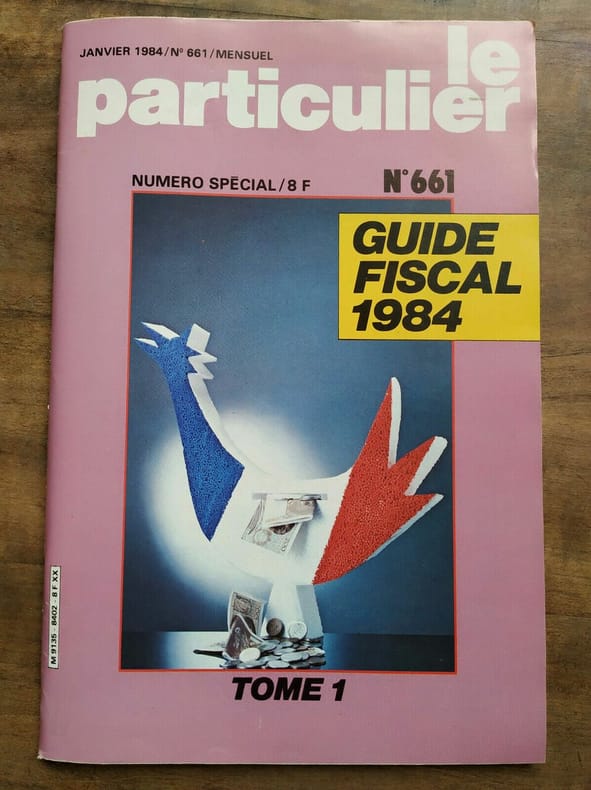 JANVIER 1984/N° 661/MENSUEL
le
particulier
NUMERO SPÉCIAL/8 F
N°661
GUIDE
FISCAL
1984
M 9135 - 8402 - 8 F XX
TOME 1